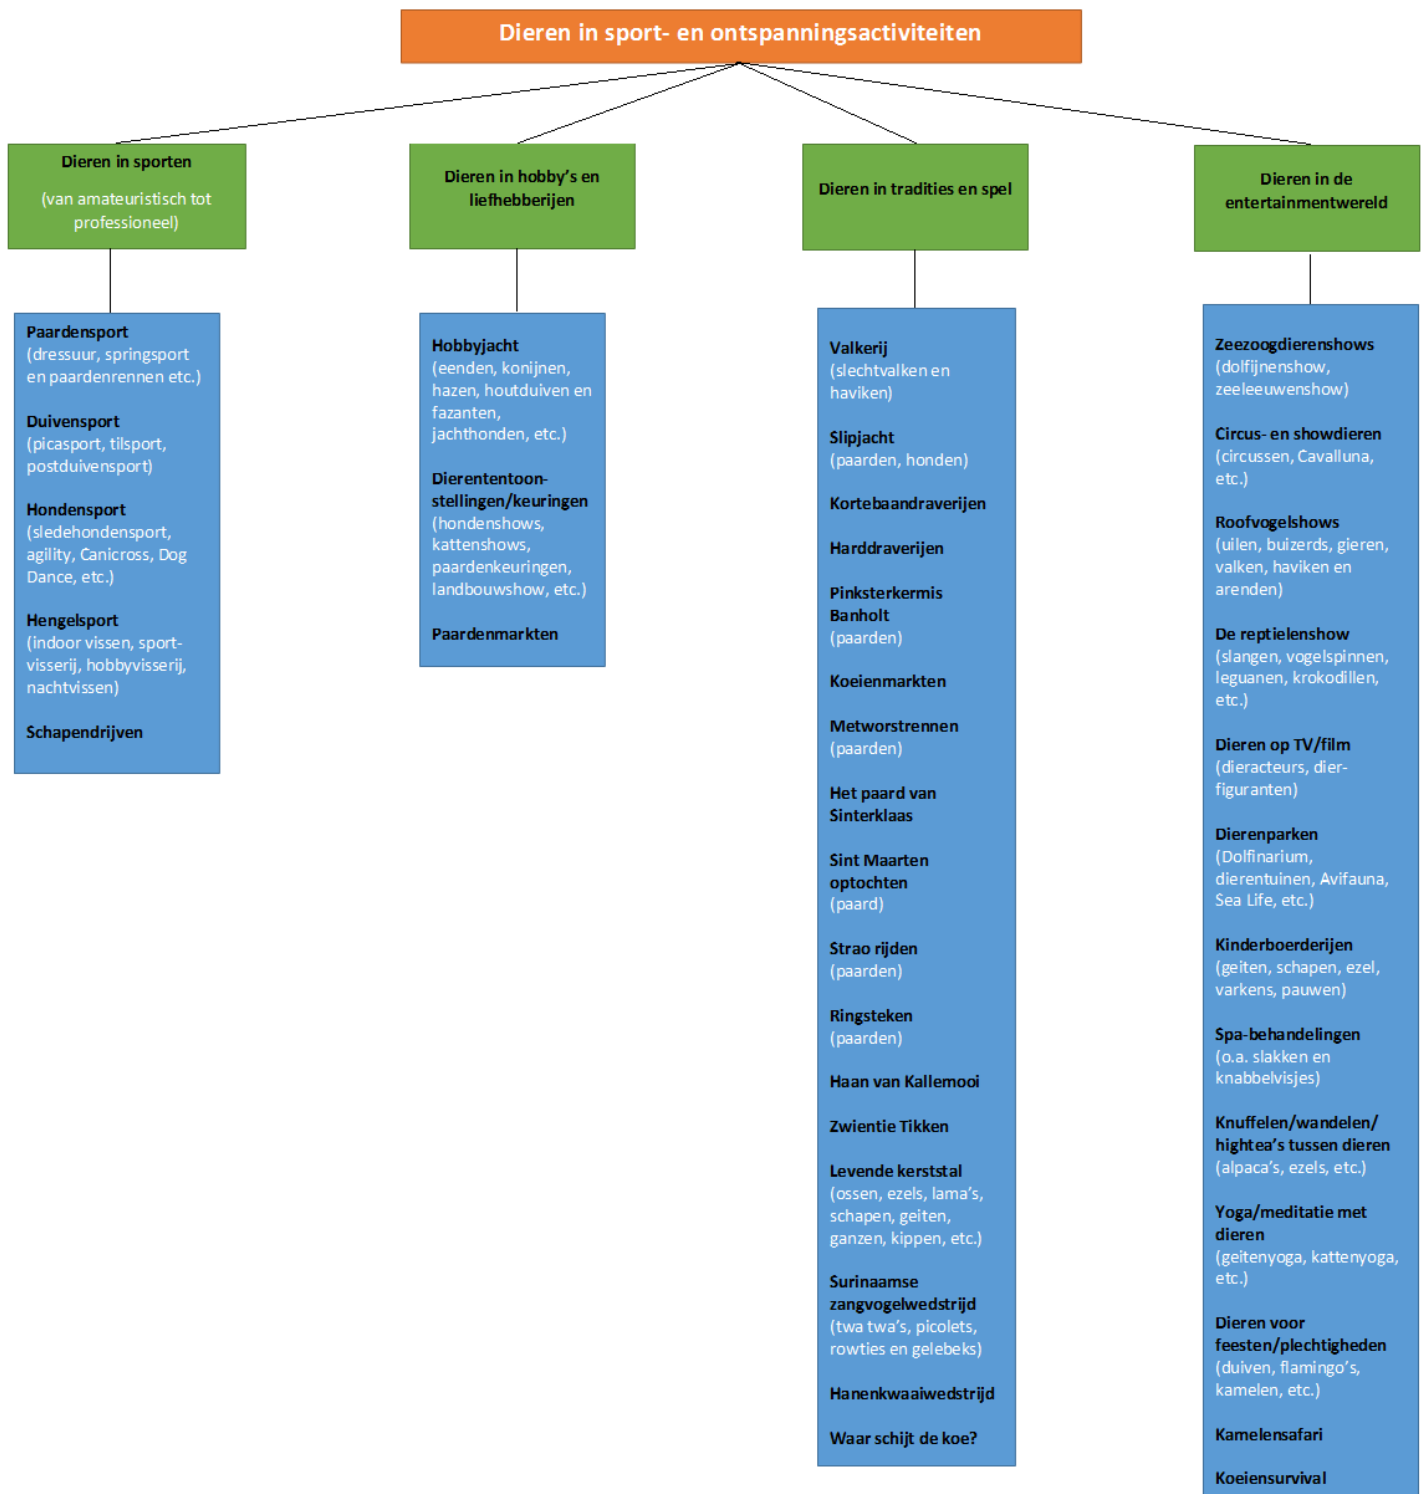 Dieren in sport- en ontspanningsactiviteiten
Dieren in sporten
(van amateuristisch tot
professioneel)
Paardensport
(dressuur, springsport
en paardenrennen etc.)
Duivensport
(picasport, tilsport,
postduivensport)
Hondensport
(sledehondensport,
agility, Canicross, Dog
Dance, etc.)
Hengelsport
(indoor vissen, sport-
visserij, hobbyvisserij,
nachtvissen)
Schapendrijven
Dieren in hobby's en
liefhebberijen
Hobbyjacht
(eenden, konijnen,
hazen, houtduiven en
fazanten,
jachthonden, etc.)
Dierententoon-
stellingen/keuringen
(hondenshows,
kattenshows,
paardenkeuringen,
landbouwshow, etc.)
Paardenmarkten
Dieren in tradities en spel
Valkerij
(slechtvalken en
haviken)
Slipjacht
(paarden, honden)
Kortebaandraverijen
Harddraverijen
Pinksterkermis
Banholt
(paarden)
Koeienmarkten
Metworstrennen
(paarden)
Het paard van
Sinterklaas
Sint Maarten
optochten
(paard)
Strao rijden
(paarden)
Ringsteken
(paarden)
Haan van Kallemooi
Zwientie Tikken
Levende kerststal
(ossen, ezels, lama's,
schapen, geiten,
ganzen, kippen, etc.)
Surinaamse
zangvogelwedstrijd
(twa twa's, picolets,
rowties en gelebeks)
Hanenkwaaiwedstrijd
Waar schijt de koe?
Dieren in de
entertainmentwereld
Zeezoogdierenshows
(dolfijnenshow,
zeeleeuwenshow)
Circus- en showdieren
(circussen, Cavalluna,
etc.)
Roofvogelshows
(uilen, buizerds, gieren,
valken, haviken en
arenden)
De reptielenshow
(slangen, vogelspinnen,
leguanen, krokodillen,
etc.)
Dieren op TV/film
(dieracteurs, dier-
figuranten)
Dierenparken
(Dolfinarium,
dierentuinen, Avifauna,
Sea Life, etc.)
Kinderboerderijen
(geiten, schapen, ezel,
varkens, pauwen)
Spa-behandelingen
(o.a. slakken en
knabbelvisjes)
Knuffelen/wandelen/
hightea's tussen dieren
(alpaca's, ezels, etc.)
Yoga/meditatie met
dieren
(geitenyoga, kattenyoga,
etc.)
Dieren voor
feesten/plechtigheden
(duiven, flamingo's,
kamelen, etc.)
Kamelensafari
Koeiensurvival